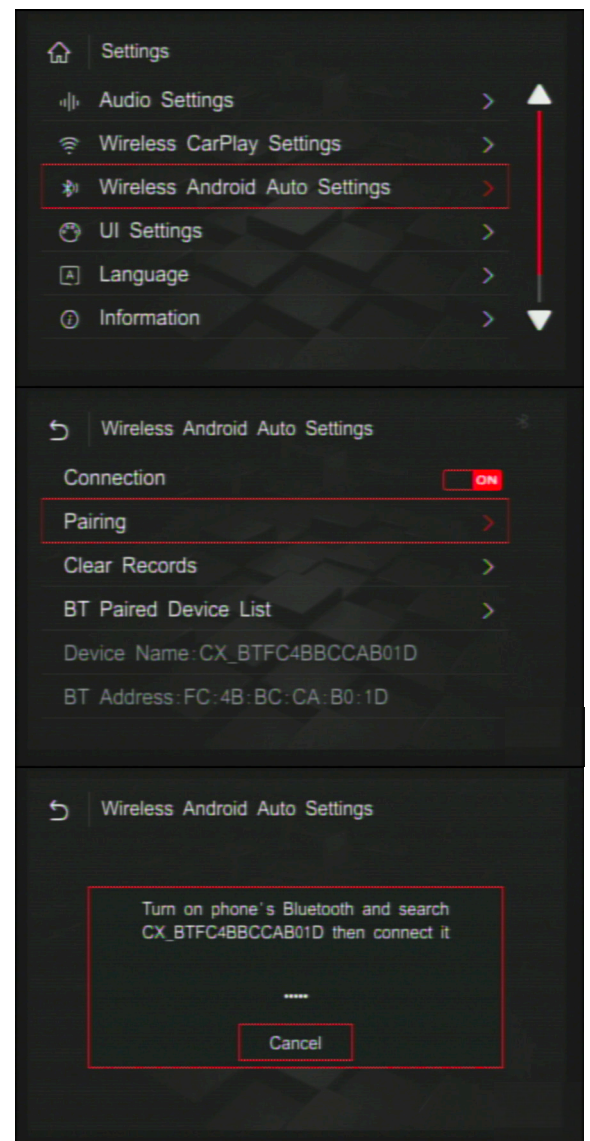 Settings
Audio Settings
Wireless CarPlay Settings
Wireless Android Auto Settings
UI Settings
A Language
i Information
Wireless Android Auto Settings
Connection ON
Pairing
Clear Records
BT Paired Device List
Device Name:CX_BTFC4BBCCAB01D
BT Address:FC:4B:BC:CA:B0:1D
Wireless Android Auto Settings
Turn on phone's Bluetooth and search
CX_BTFC4BBCCAB01D then connect it
.....
Cancel